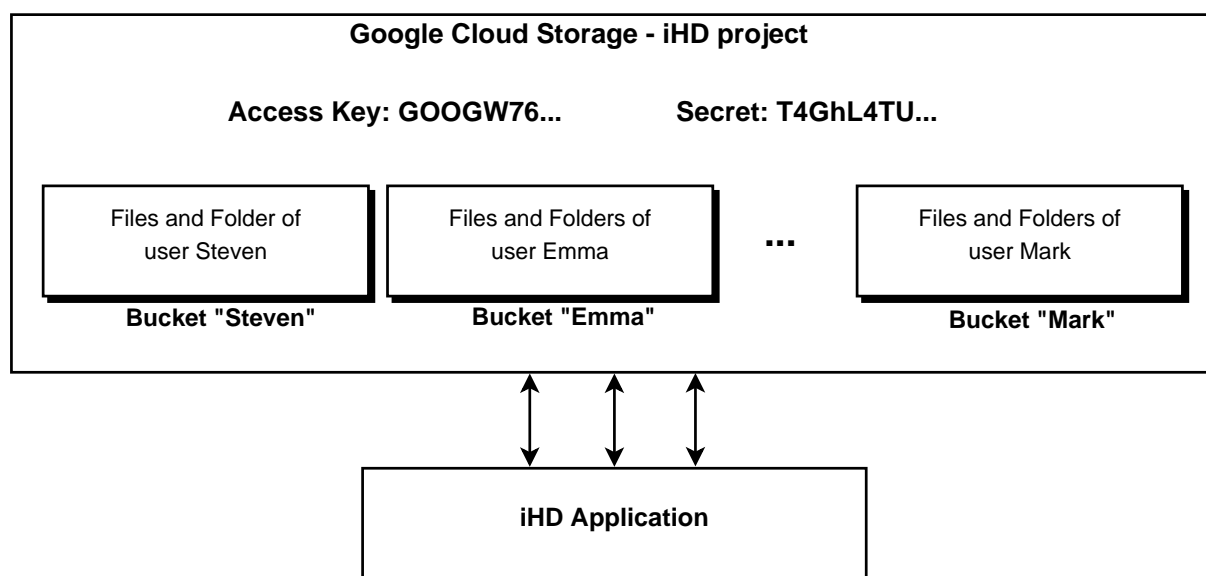 Google Cloud Storage - iHD project
Access Key: GOOGW76... Secret: T4GhL4TU...
Files and Folder of
user Steven
Files and Folders of
user Emma
...
Files and Folders of
user Mark
Bucket "Steven"
Bucket "Emma"
Bucket "Mark"
iHD Application